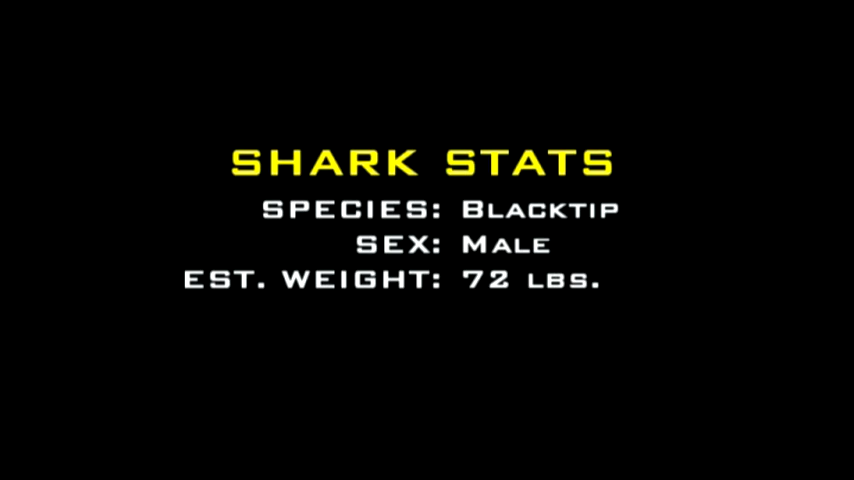 SHARK STATS
SPECIES: BLACKTIP
SEX: MALE
EST. WEIGHT: 72 LBS.